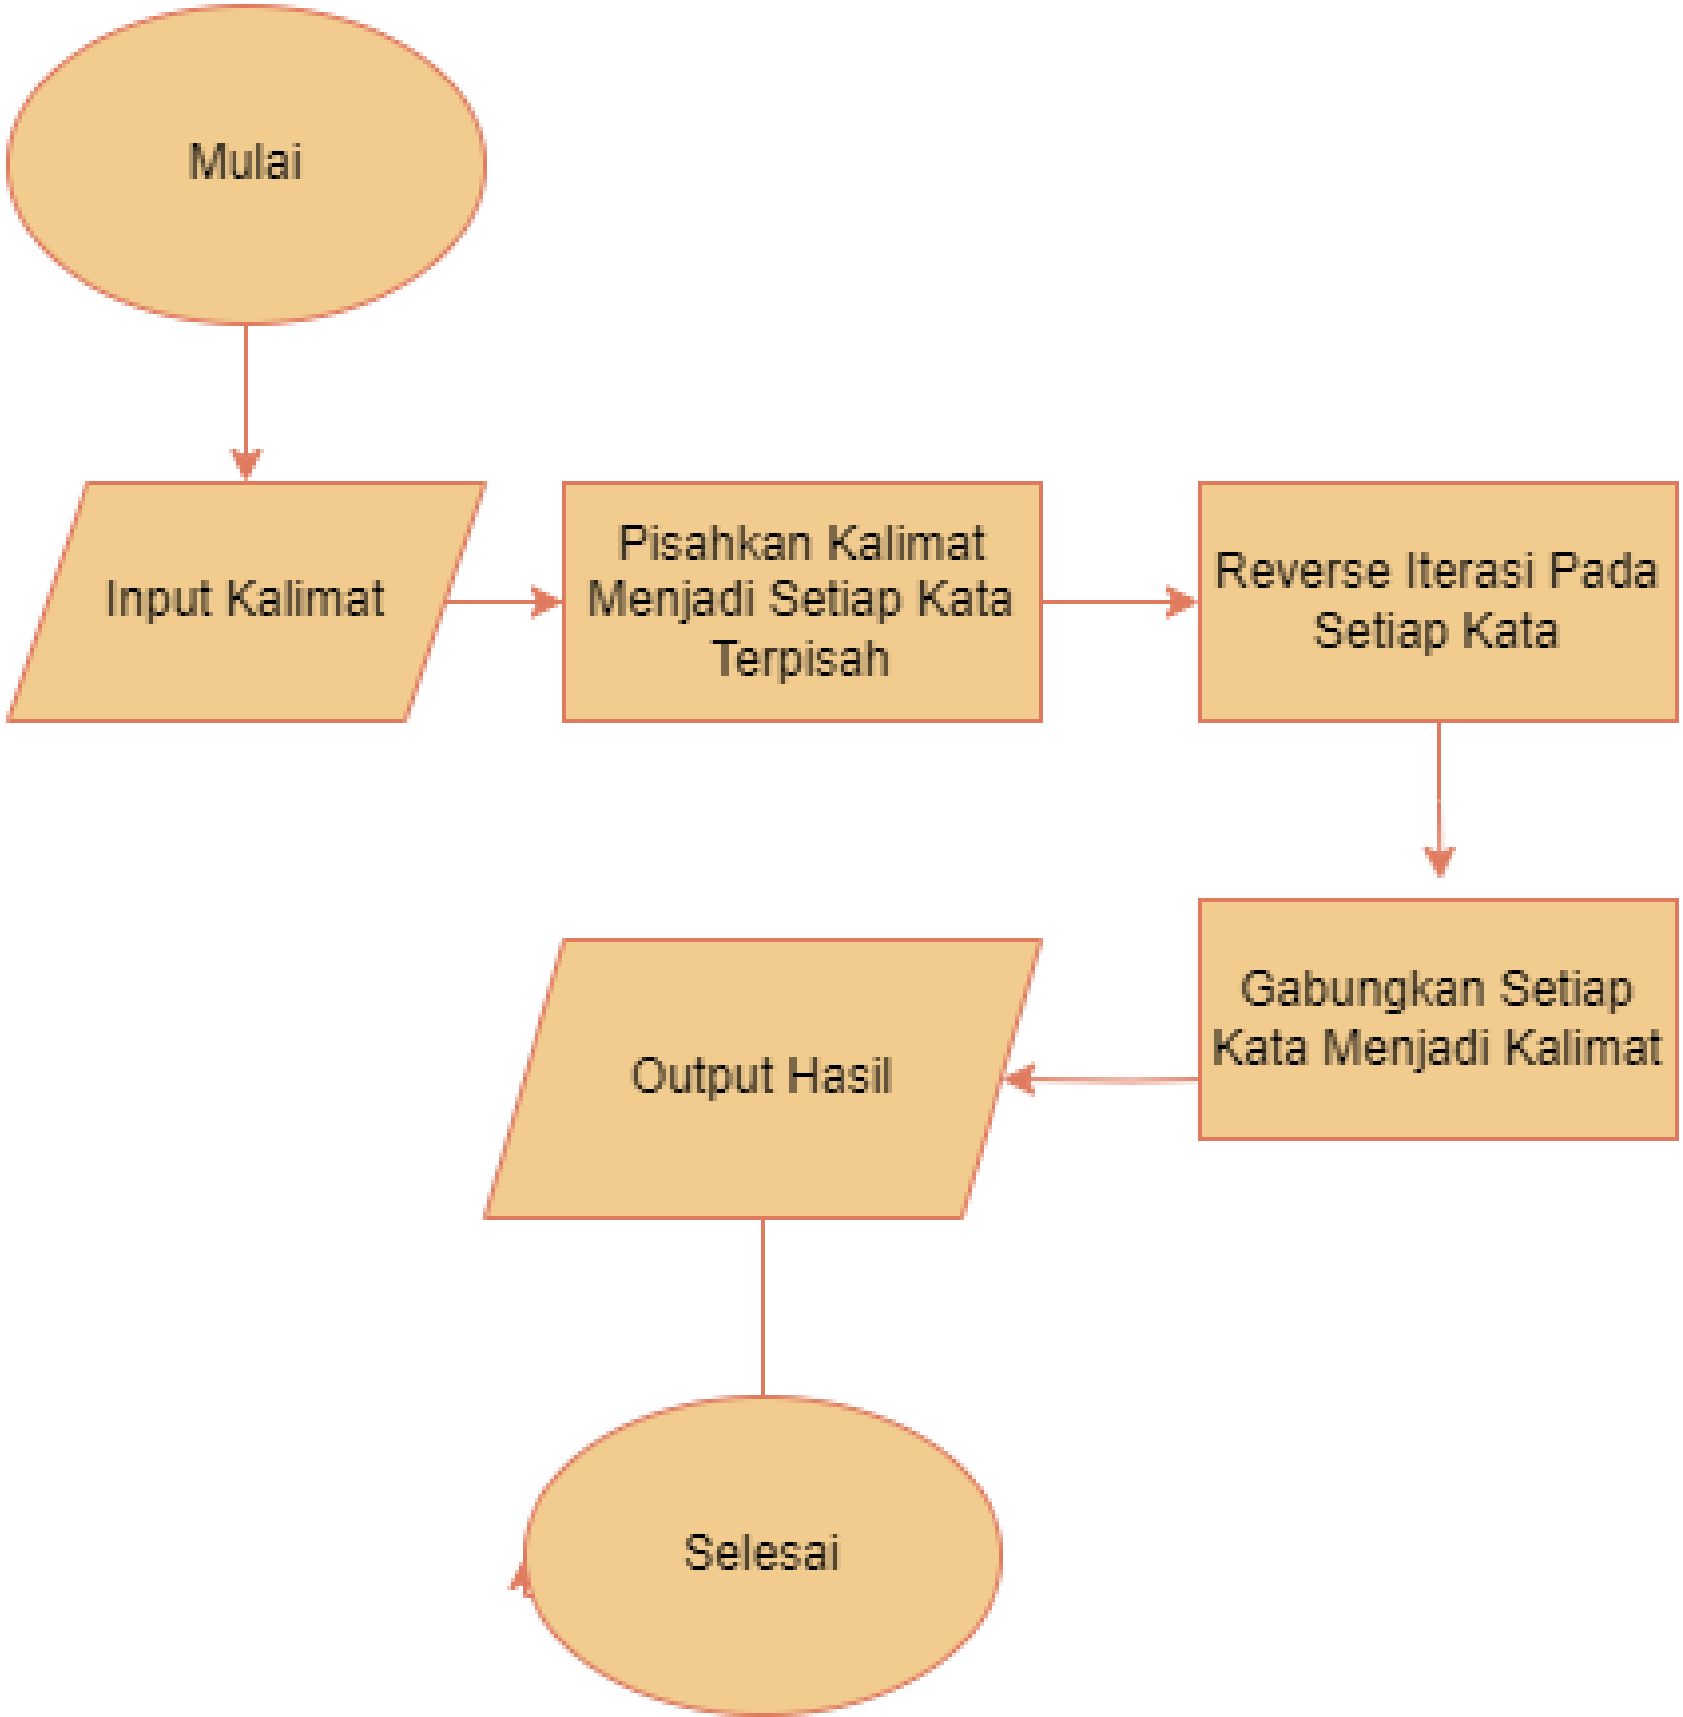 Mulai
Input Kalimat
Pisahkan Kalimat
Menjadi Setiap Kata
Terpisah
Reverse Iterasi Pada
Setiap Kata
Gabungkan Setiap
Kata Menjadi Kalimat
Output Hasil
Selesai